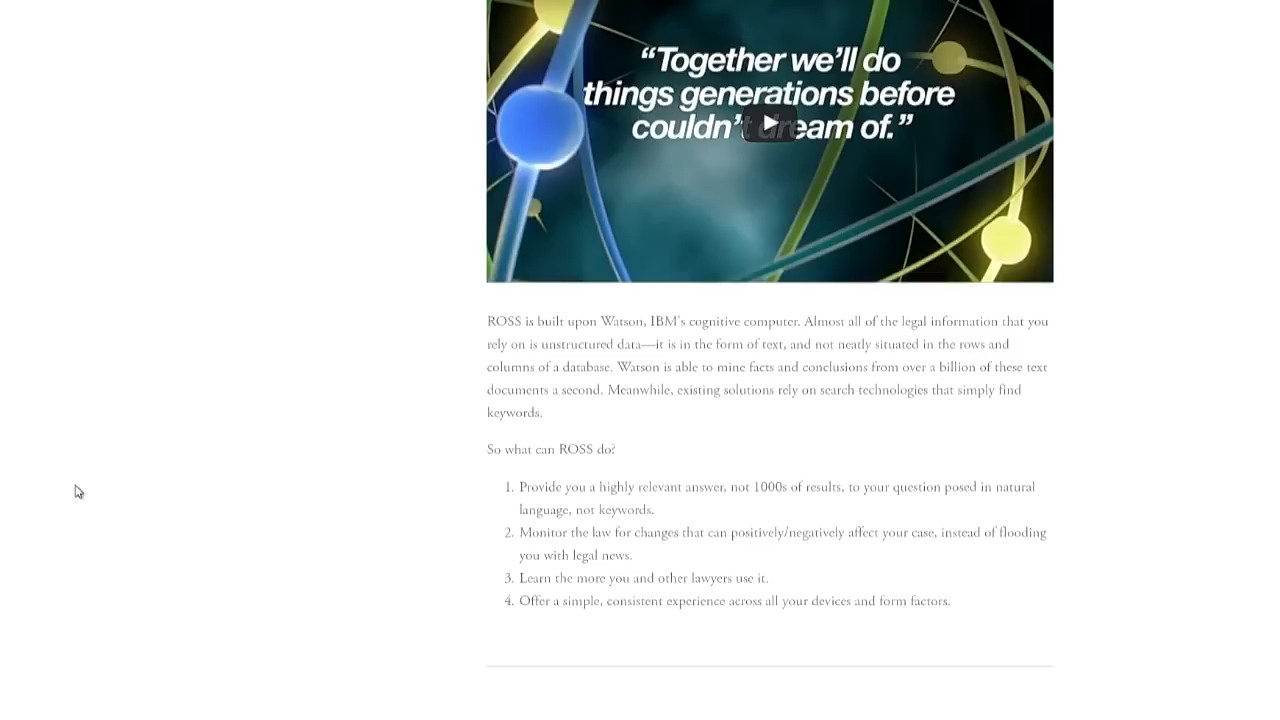 “Together we’ll do
things generations before
couldn’t dream of.”
ROSS is built upon Watson, IBM's cognitive computer. Almost all of the legal information that you
rely on is unstructured data—it is in the form of text, and not neatly situated in the rows and
columns of a database. Watson is able to mine facts and conclusions from over a billion of these text
documents a second. Meanwhile, existing solutions rely on search technologies that simply find
keywords.
So what can ROSS do?
1. Provide you a highly relevant answer, not 1000s of results, to your question posed in natural
language, not keywords.
2. Monitor the law for changes that can positively/negatively affect your case, instead of flooding
you with legal news.
3. Learn the more you and other lawyers use it.
4. Offer a simple, consistent experience across all your devices and form factors.